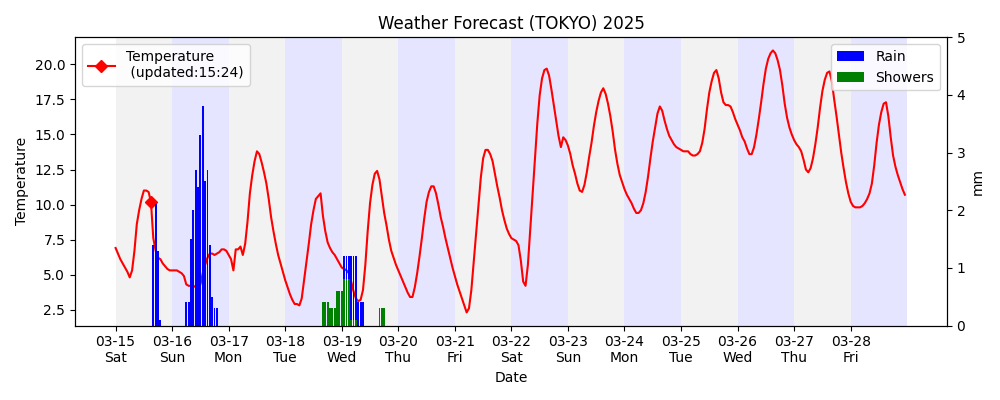 Weather Forecast (TOKYO) 2025
Temperature
(updated:15:24)
Rain
Showers
Temperature
20.0
17.5
15.0
12.5
10.0
7.5
5.0
2.5
5
4
3
2
1
0
mm
03-15 03-16 03-17 03-18 03-19 03-20 03-21 03-22 03-23 03-24 03-25 03-26 03-27 03-28
Sat Sun Mon Tue Wed Thu Fri Sat Sun Mon Tue Wed Thu Fri
Date